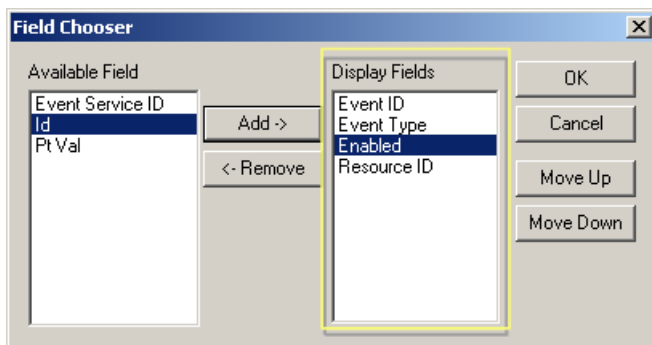 Field Chooser
Available Field
Event Service ID
Id
Pt Val
Add ->
<- Remove
Display Fields
Event ID
Event Type
Enabled
Resource ID
OK
Cancel
Move Up
Move Down